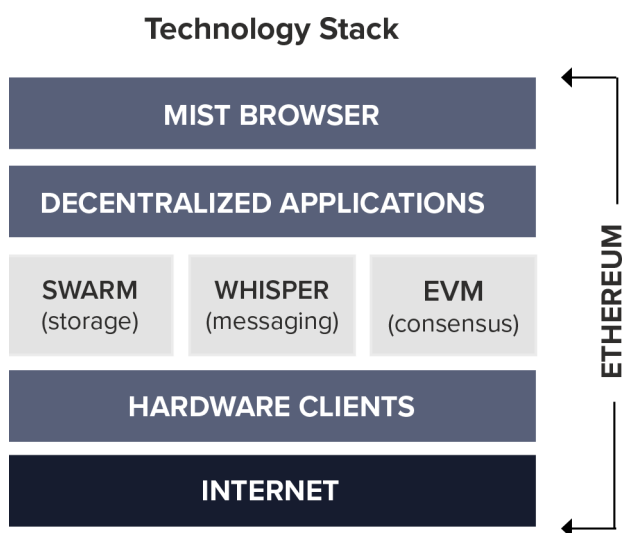 Technology Stack
MIST BROWSER
DECENTRALIZED APPLICATIONS
SWARM
(storage)
WHISPER
(messaging)
EVM
(consensus)
HARDWARE CLIENTS
INTERNET
ETHEREUM